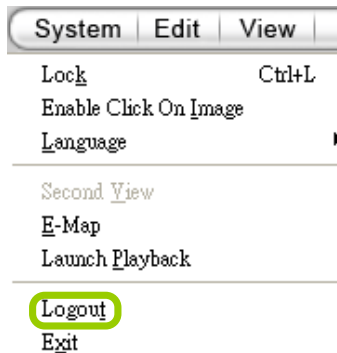 System Edit View
Lock Ctrl+L
Enable Click On Image
Language
Second View
E-Map
Launch Playback
Logout
Exit